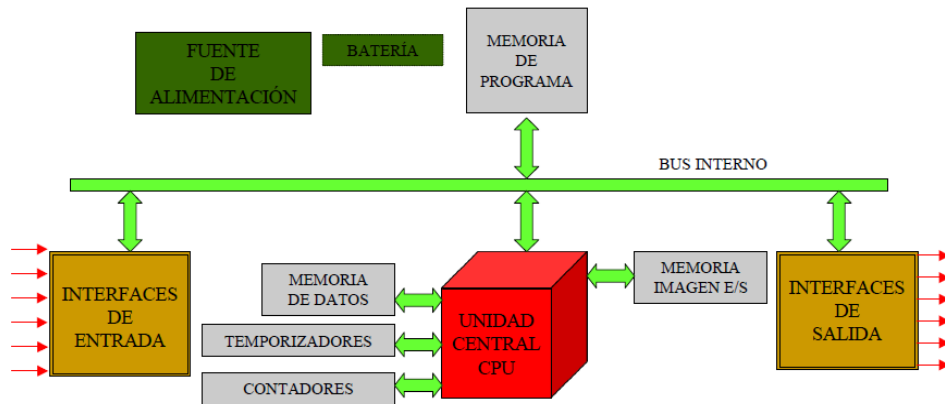 FUENTE
DE
ALIMENTACIÓN
BATERÍA
MEMORIA
DE
PROGRAMA
BUS INTERNO
INTERFACES
DE
ENTRADA
MEMORIA
DE DATOS
TEMPORIZADORES
CONTADORES
UNIDAD
CENTRAL
CPU
MEMORIA
IMAGEN E/S
INTERFACES
DE
SALIDA